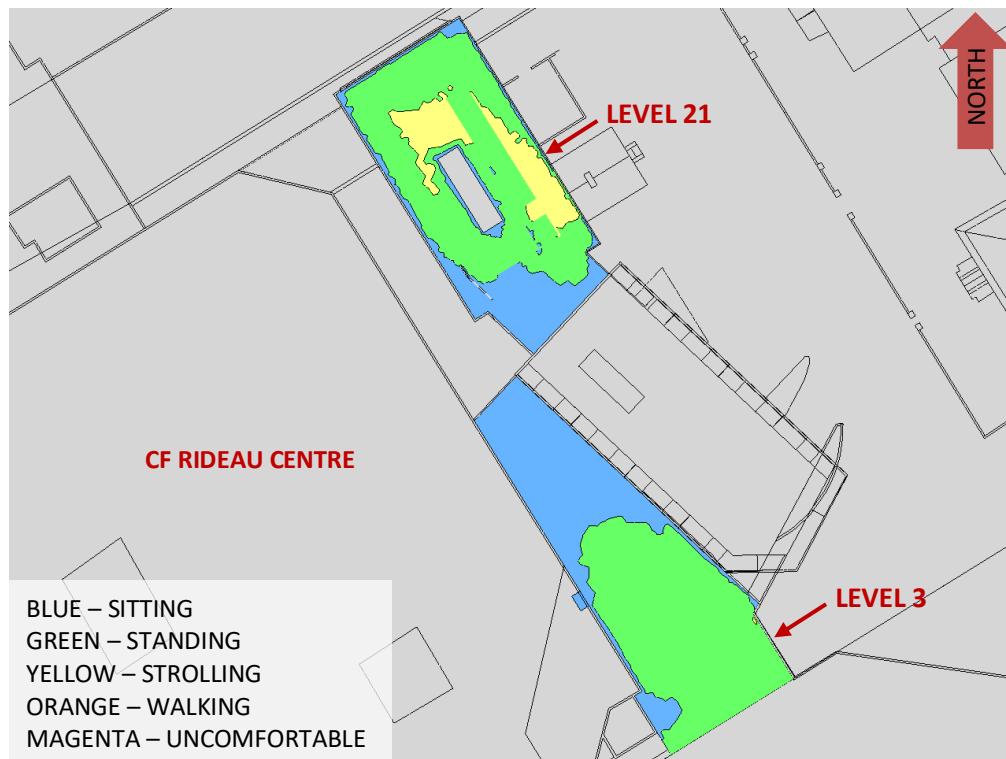 NORTH
LEVEL 21
CF RIDEAU CENTRE
LEVEL 3
BLUE – SITTING
GREEN – STANDING
YELLOW – STROLLING
ORANGE – WALKING
MAGENTA – UNCOMFORTABLE